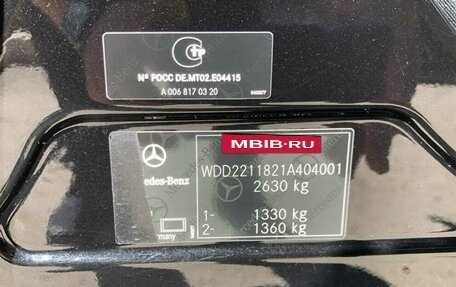 № РОСС DE.МТ02.Е04415
A 006 817 03 20
MBIB-RU
WDD2211821A404001
2630 kg
1- 1330 kg
2- 1360 kg